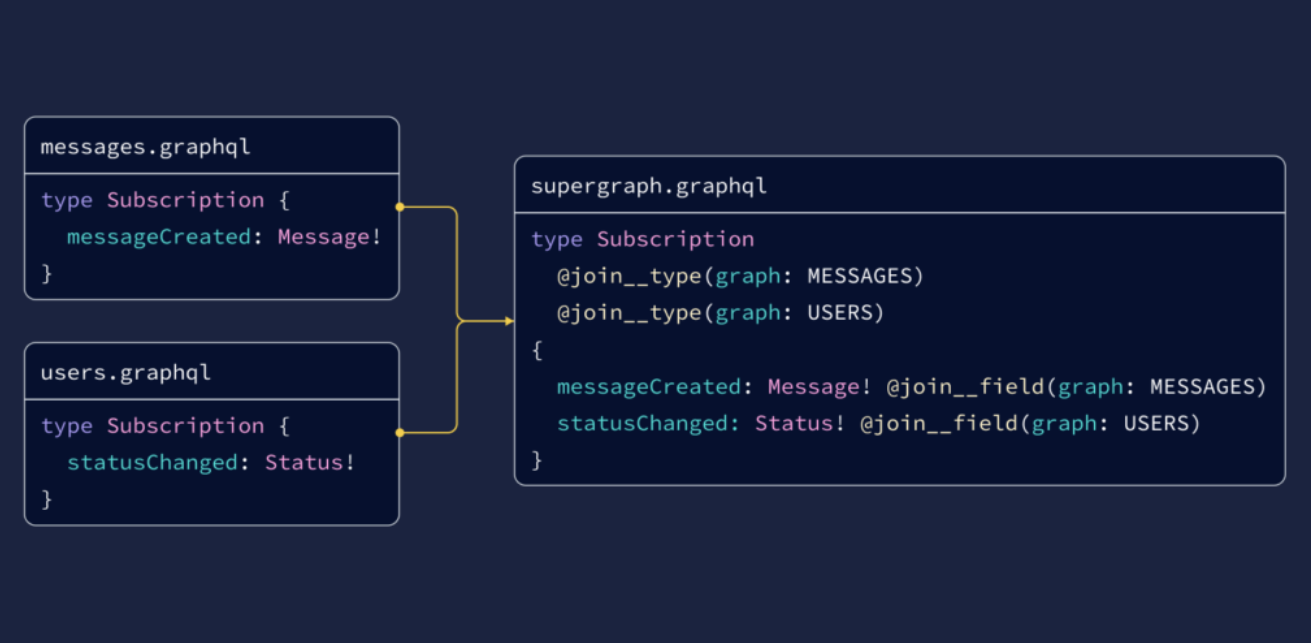 messages.graphql
type Subscription {
  messageCreated: Message!
}
users.graphql
type Subscription {
  statusChanged: Status!
}
supergraph.graphql
type Subscription
  @join__type(graph: MESSAGES)
  @join__type(graph: USERS)
{
  messageCreated: Message! @join__field(graph: MESSAGES)
  statusChanged: Status! @join__field(graph: USERS)
}